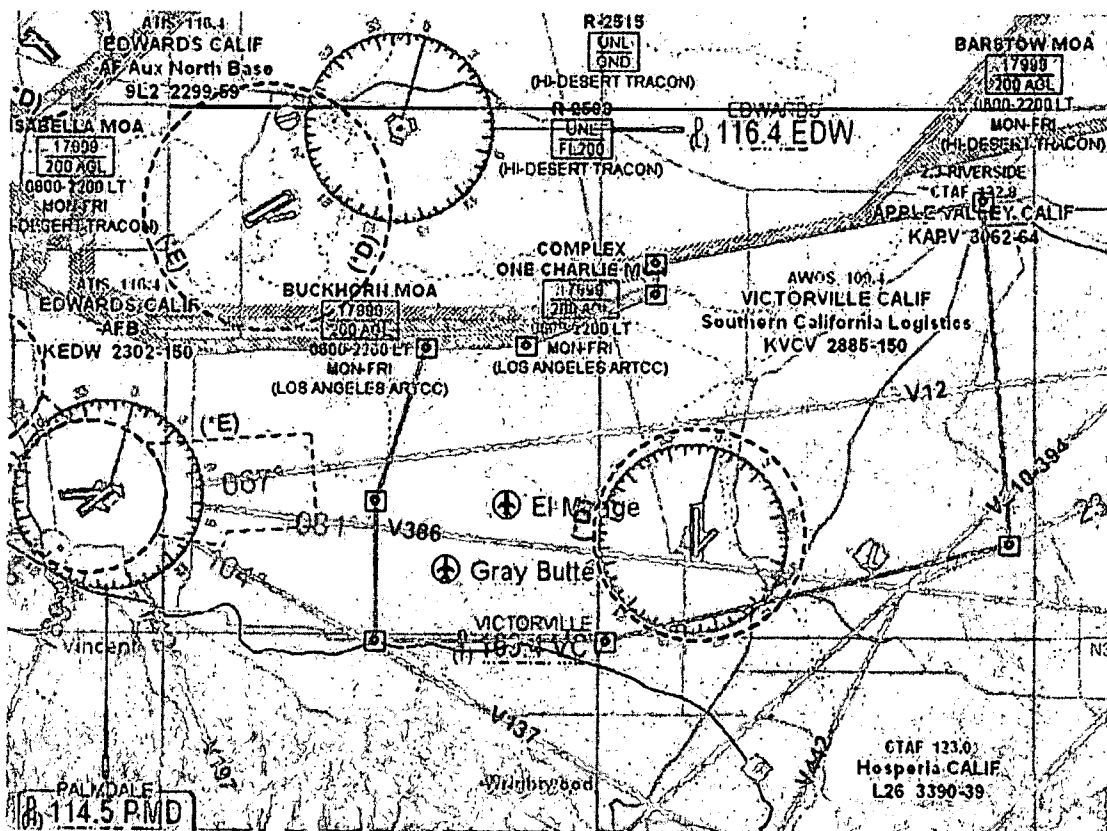 ATIS 116.4
EDWARDS CALIF
AF Aux North Base
SL2 2299-59
R-2515
UNL
GND
(HI-DESERT TRACON)
BARSTOW MOA
17999
200 AGL
0800-2200 LT
MON-FRI
(HI-DESERT TRACON)
(*D)
ISABELLA MOA
17999
200 AGL
0800-2200 LT
MON-FRI
(*E)
(*D)
R-2508
UNL
FL200
(HI-DESERT TRACON)
EDWARDS
116.4 EDW
RIVERSIDE
CTAF 122.8
APPLE VALLEY CALIF
KAPV 3062-64
ATIS 116.4
EDWARDS CALIF
AFB
KEDW 2302-150
BUCKHORN MOA
17999
200 AGL
0800-2200 LT
MON-FRI
(LOS ANGELES ARTCC)
COMPLEX
ONE CHARLIE M
17999
200 AGL
2200 LT
MON-FRI
(LOS ANGELES ARTCC)
AWOS 109.4
VICTORVILLE CALIF
Southern California Logistics
KVCV 2885-150
V12
(*E)
067°
081°
104°
V386
El Mirage
Gray Butte
VICTORVILLE
Vincent
V197
V137
Wrightwood
V442
CTAF 123.0
Hesperia CALIF
L26 3390-39
PALMDALE
114.5 PMD